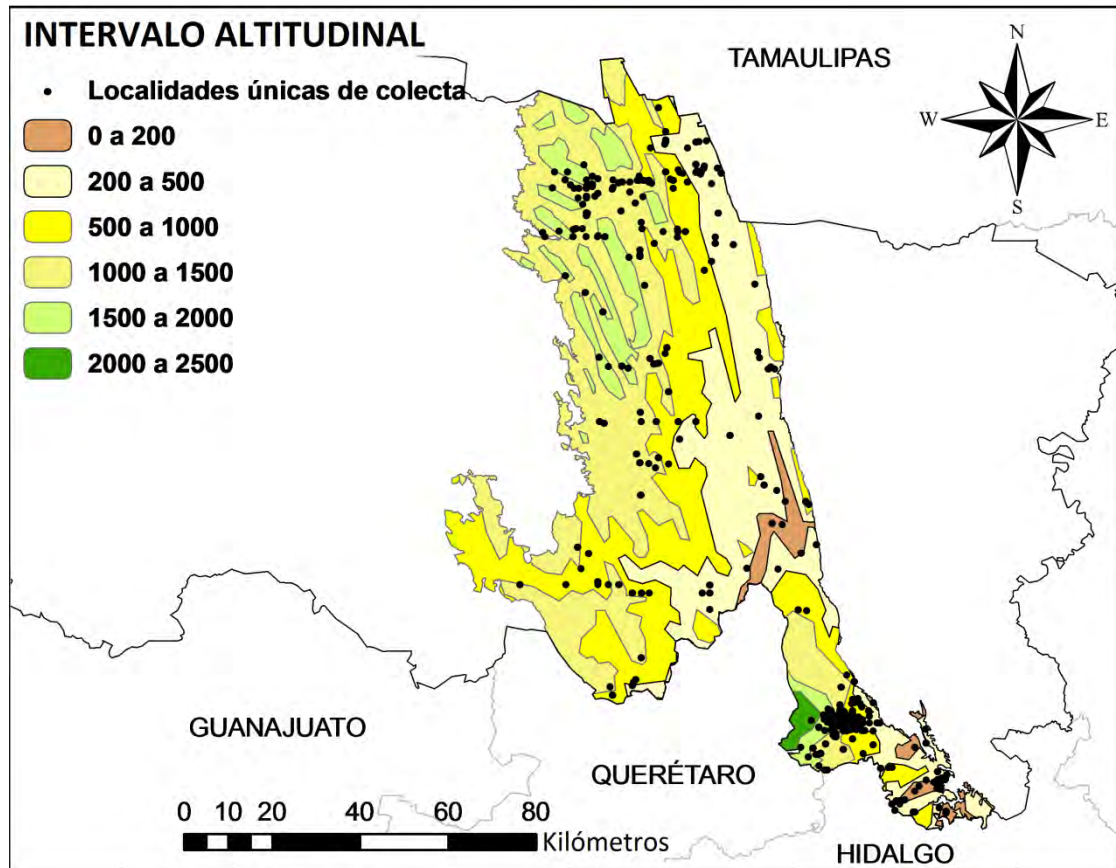 INTERVALO ALTITUDINAL
Localidades únicas de colecta
0 a 200
200 a 500
500 a 1000
1000 a 1500
1500 a 2000
2000 a 2500
TAMAULIPAS
N
W
E
S
GUANAJUATO
QUERÉTARO
HIDALGO
0 10 20 40 60 80
Kilómetros